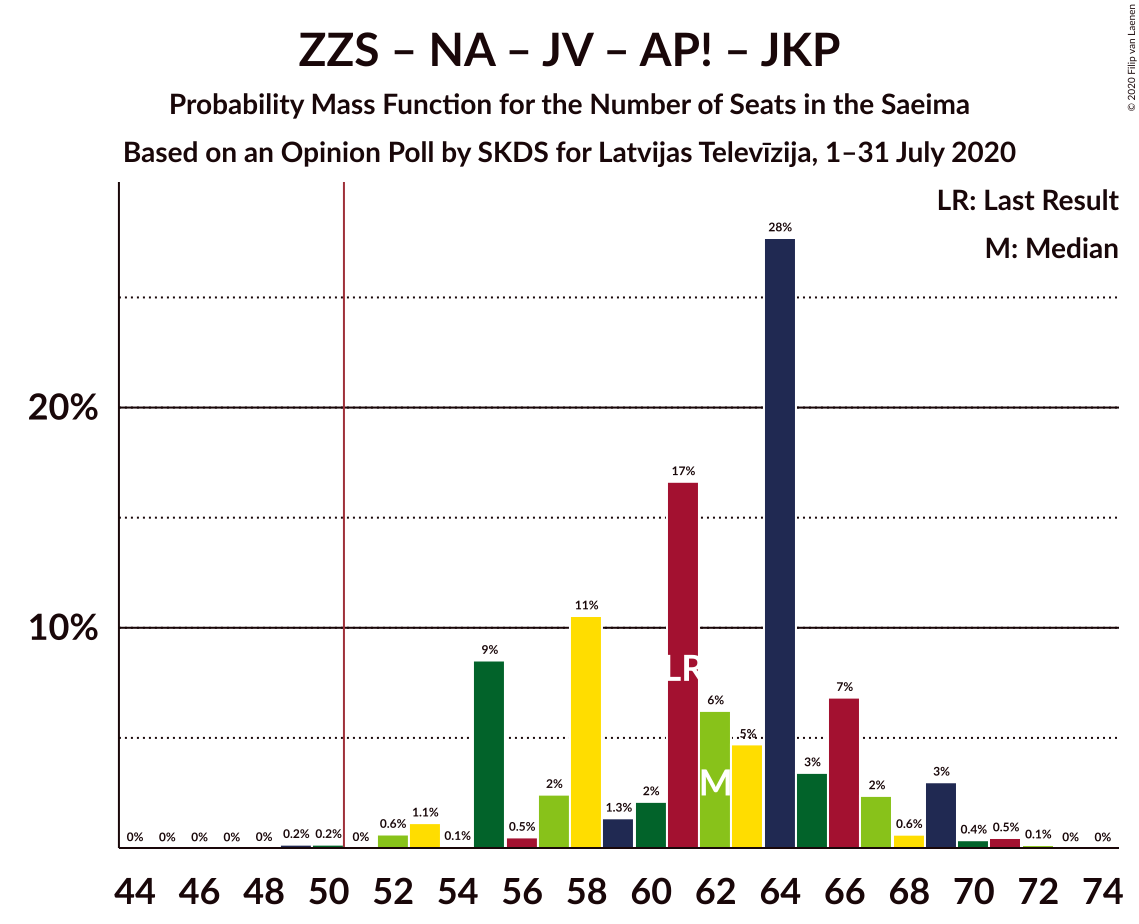 ZZS – NA – JV – AP! – JKP
Probability Mass Function for the Number of Seats in the Saeima
Based on an Opinion Poll by SKDS for Latvijas Televīzija, 1–31 July 2020
© 2020 Filip van Laenen
LR: Last Result
M: Median
20%
10%
0% 0% 0% 0% 0% 0.2% 0.2% 0% 0.6% 1.1% 0.1% 9% 0.5% 2% 11% 1.3% 2% 17% 6% 5% 28% 3% 7% 2% 0.6% 3% 0.4% 0.5% 0.1% 0% 0%
LR
M
44 46 48 50 52 54 56 58 60 62 64 66 68 70 72 74